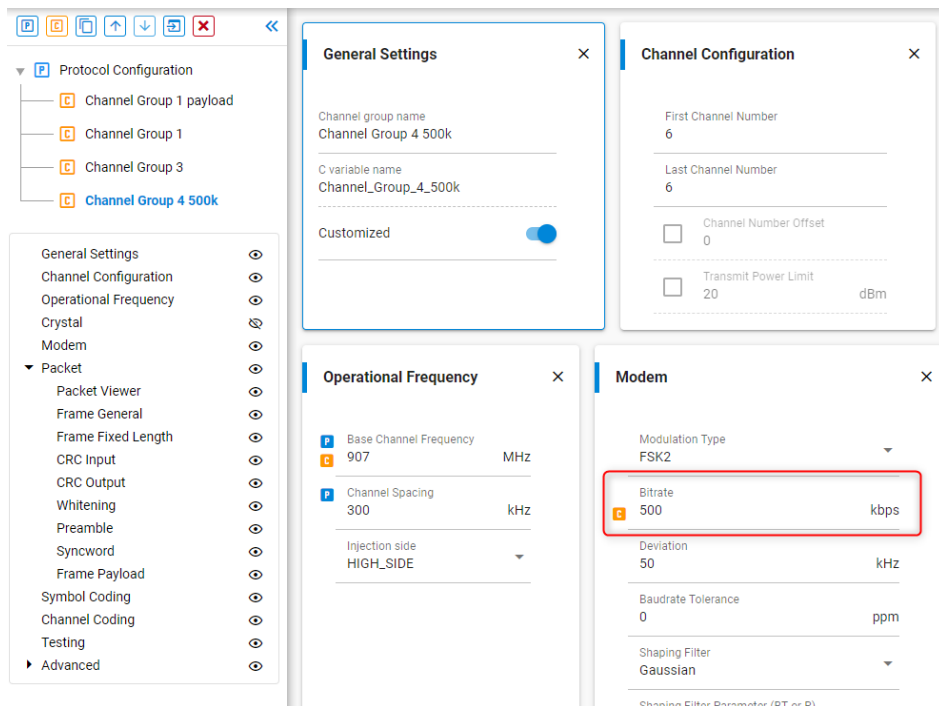 P C
«
P Protocol Configuration
C Channel Group 1 payload
C Channel Group 1
C Channel Group 3
C Channel Group 4 500k
General Settings
Channel Configuration
Operational Frequency
Crystal
Modem
Packet
Packet Viewer
Frame General
Frame Fixed Length
CRC Input
CRC Output
Whitening
Preamble
Syncword
Frame Payload
Symbol Coding
Channel Coding
Testing
Advanced
General Settings
Channel group name
Channel Group 4 500k
C variable name
Channel_Group_4_500k
Customized
Channel Configuration
First Channel Number
6
Last Channel Number
6
Channel Number Offset
0
Transmit Power Limit
20 dBm
Operational Frequency
P Base Channel Frequency
C 907 MHz
P Channel Spacing
300 kHz
Injection side
HIGH_SIDE
Modem
Modulation Type
FSK2
Bitrate
C 500 kbps
Deviation
50 kHz
Baudrate Tolerance
0 ppm
Shaping Filter
Gaussian
Shaping Filter Parameter (BT or R)